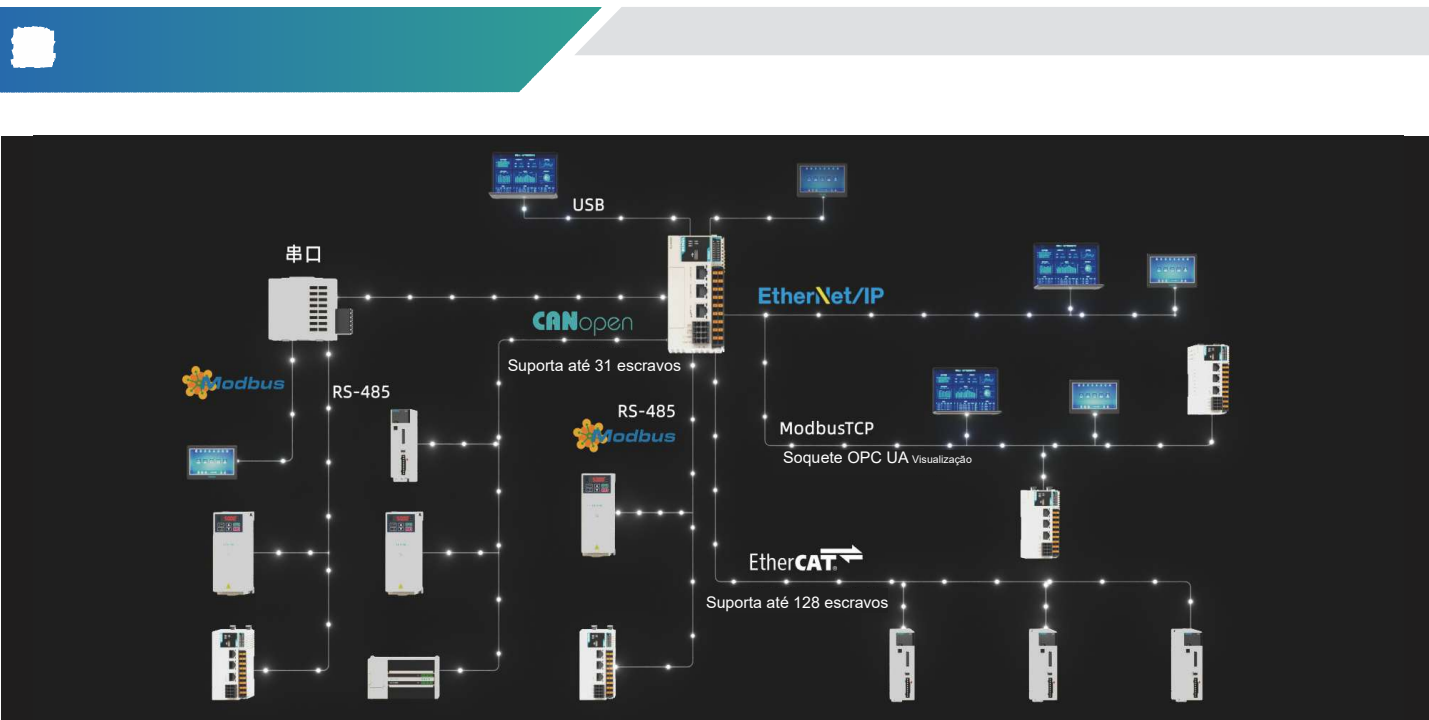 USB
串口
EtherNet/IP
CANopen
Suporta até 31 escravos
Modbus
RS-485
RS-485
Modbus
ModbusTCP
Soquete OPC UA Visualização
EtherCAT®
Suporta até 128 escravos